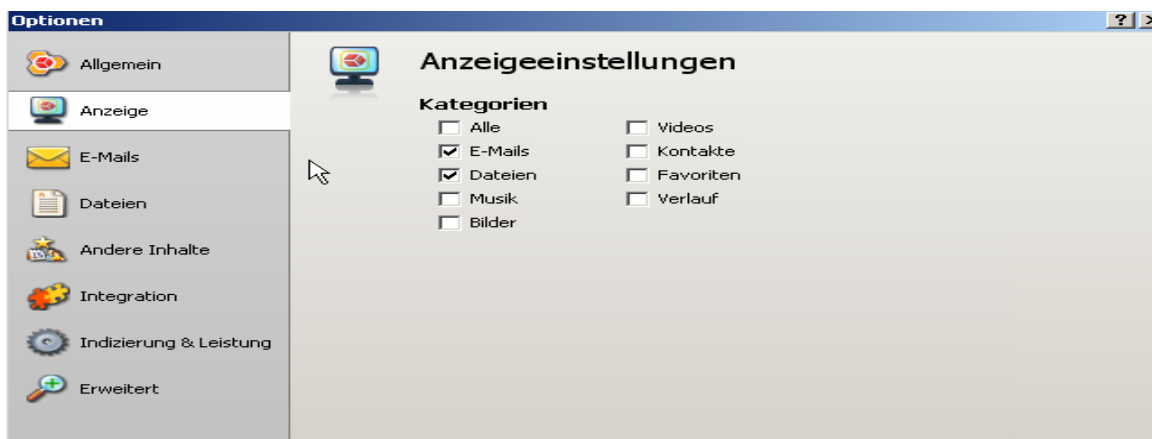 Optionen
Allgemein
Anzeige
E-Mails
Dateien
Andere Inhalte
Integration
Indizierung & Leistung
Erweitert
Anzeigeeinstellungen
Kategorien
Alle
E-Mails
Dateien
Musik
Bilder
Videos
Kontakte
Favoriten
Verlauf